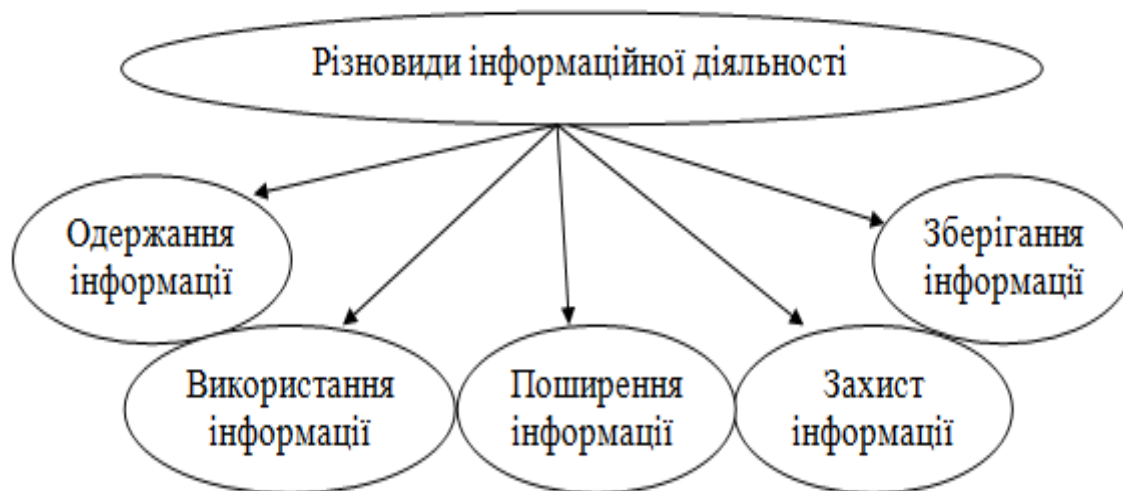 Різновиди інформаційної діяльності
Одержання
інформації
Зберігання
інформації
Використання
інформації
Поширення
інформації
Захист
інформації